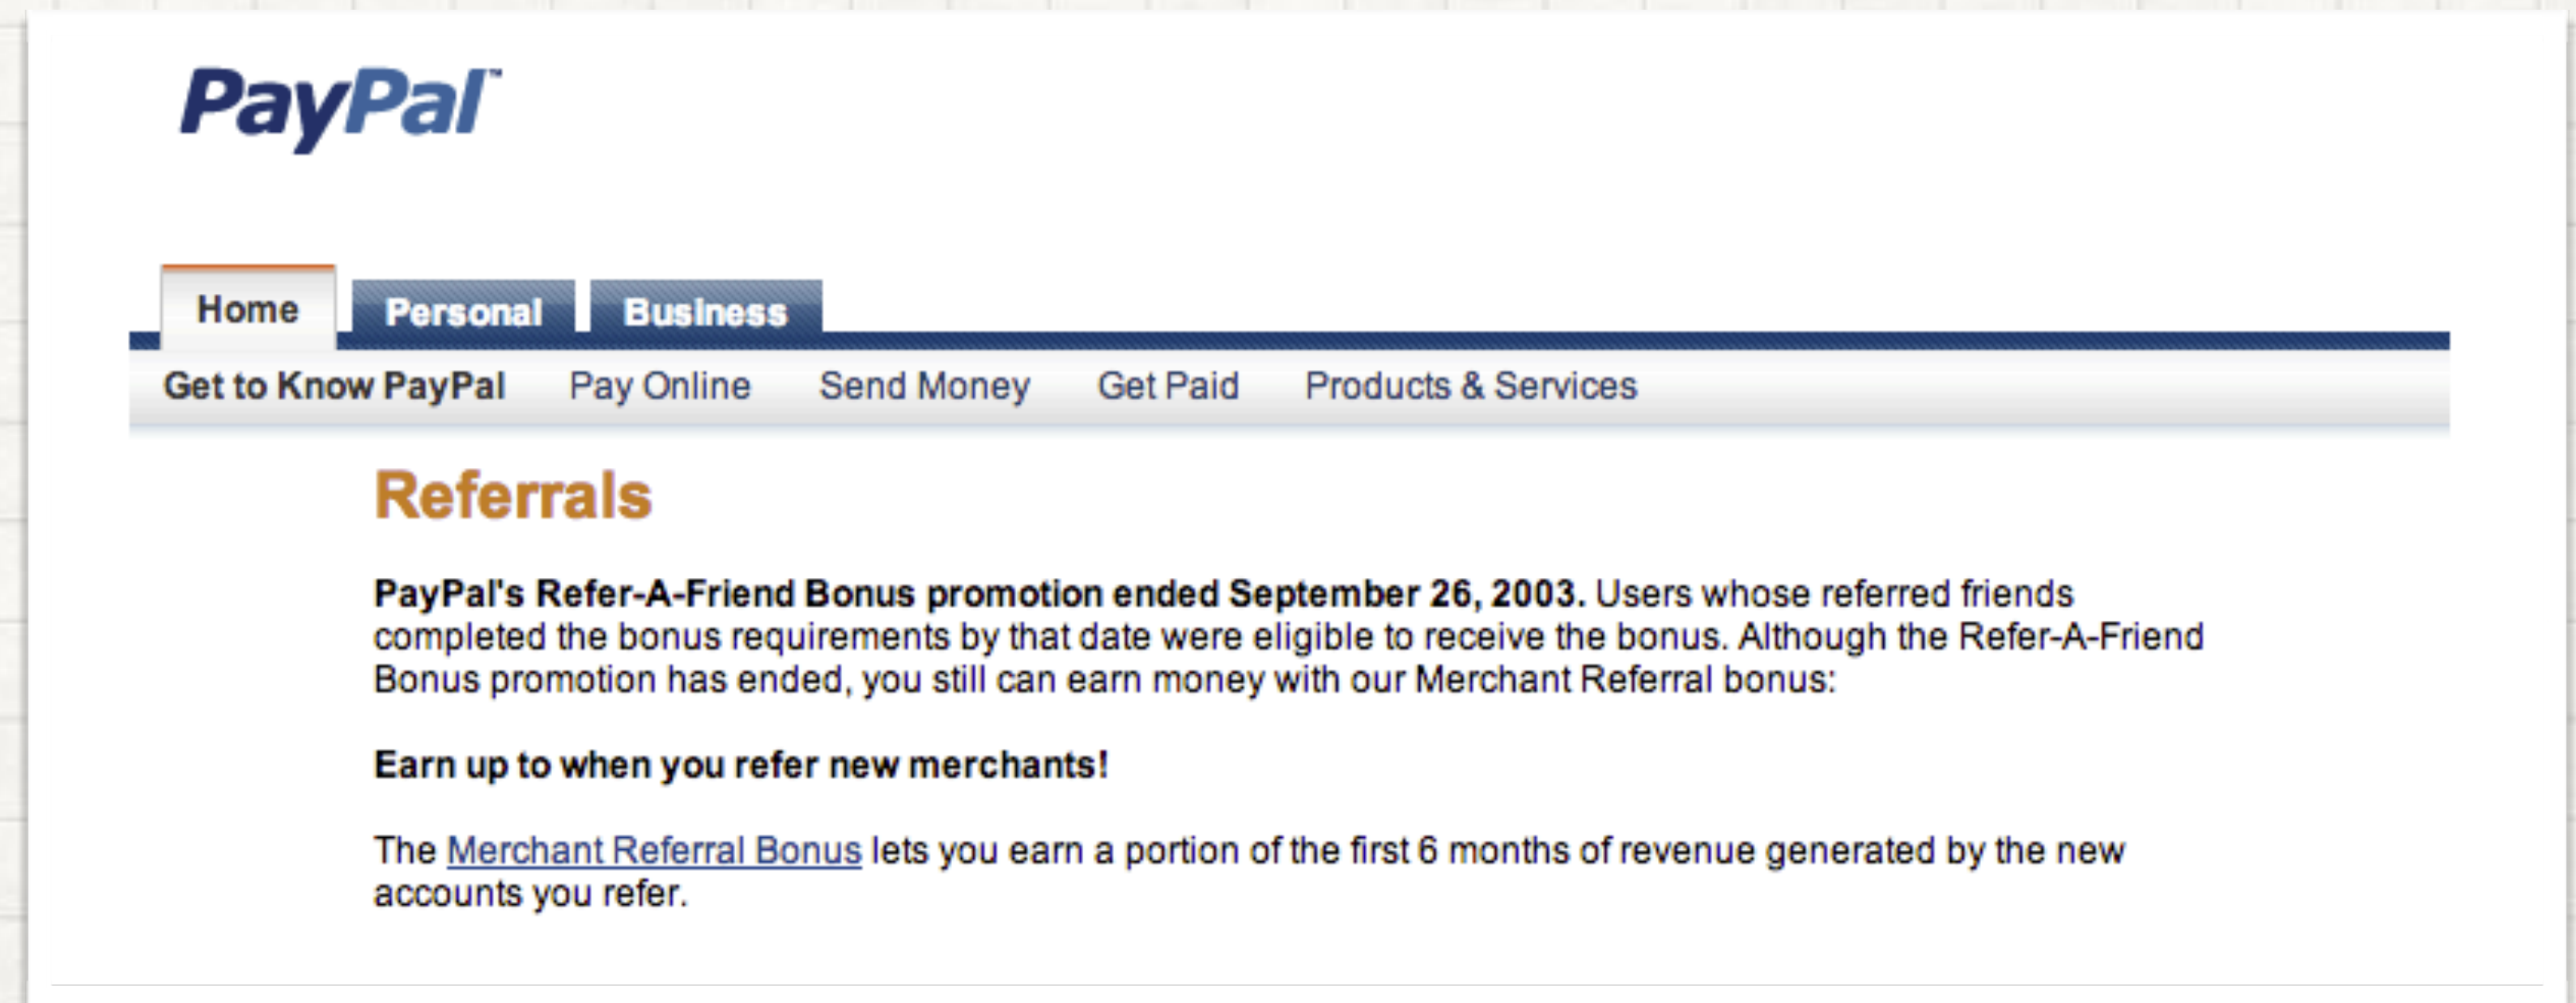 PayPal™
Home Personal Business
Get to Know PayPal Pay Online Send Money Get Paid Products & Services
Referrals
PayPal's Refer-A-Friend Bonus promotion ended September 26, 2003. Users whose referred friends
completed the bonus requirements by that date were eligible to receive the bonus. Although the Refer-A-Friend
Bonus promotion has ended, you still can earn money with our Merchant Referral bonus:
Earn up to when you refer new merchants!
The Merchant Referral Bonus lets you earn a portion of the first 6 months of revenue generated by the new
accounts you refer.